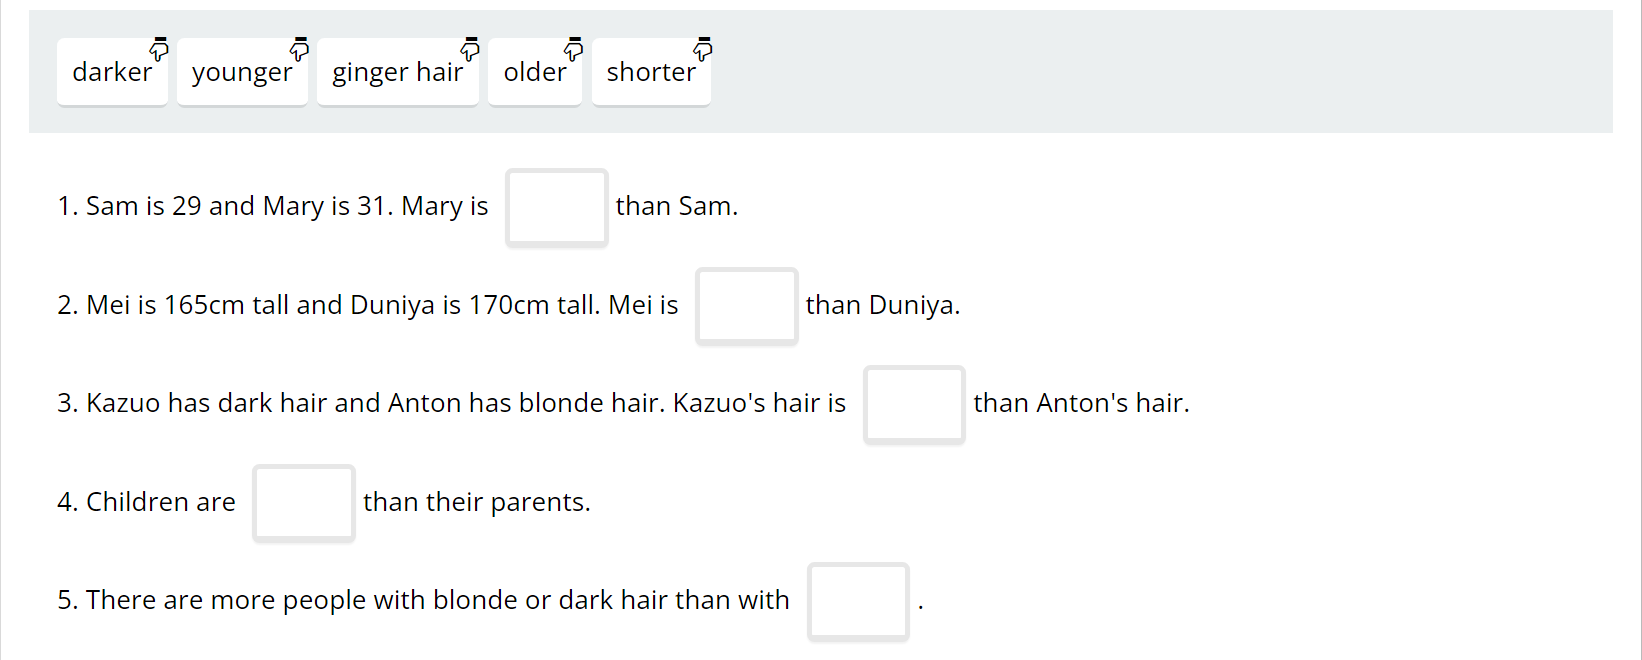 darker younger ginger hair older shorter
1. Sam is 29 and Mary is 31. Mary is than Sam.
2. Mei is 165cm tall and Duniya is 170cm tall. Mei is than Duniya.
3. Kazuo has dark hair and Anton has blonde hair. Kazuo's hair is than Anton's hair.
4. Children are than their parents.
5. There are more people with blonde or dark hair than with .